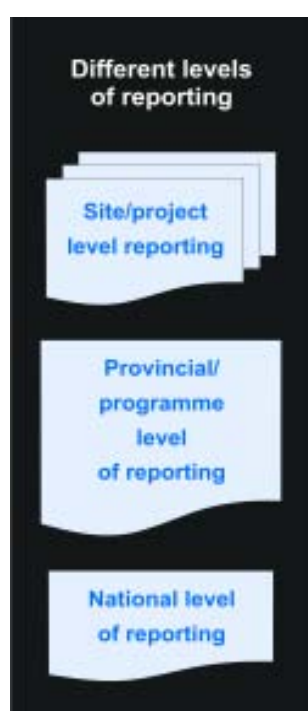 Different levels
of reporting
Site/project
level reporting
Provincial/
programme
level
of reporting
National level
of reporting